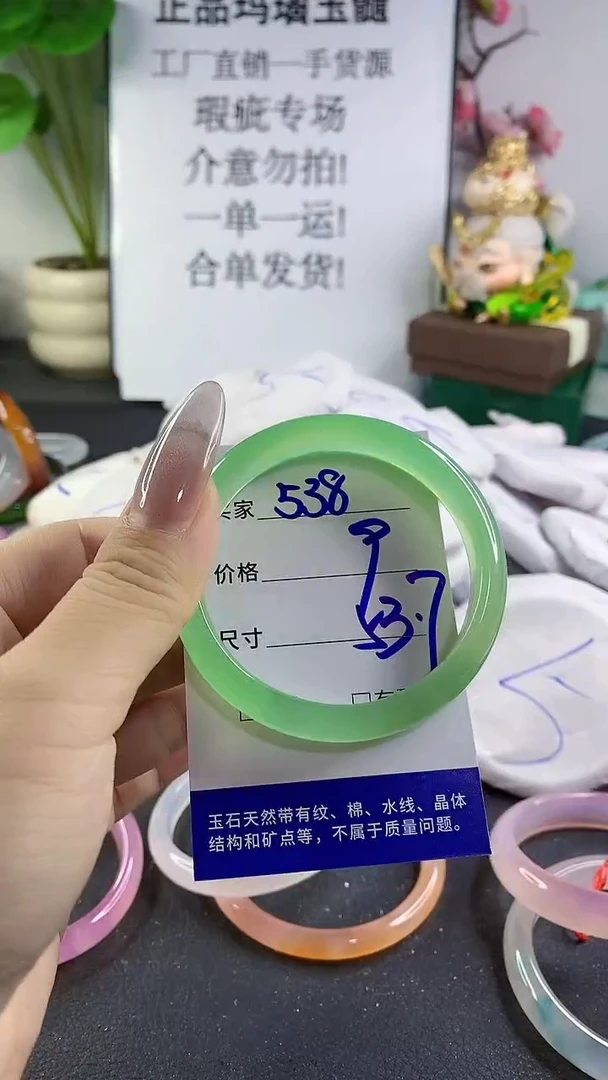 正品玛瑙玉髓
工厂直销一手货源
瑕疵专场
介意勿拍!
一单一运!
合单发货!
家 538
价格
尺寸 53.7
玉石天然带有纹、棉、水线、晶体
结构和矿点等，不属于质量问题。